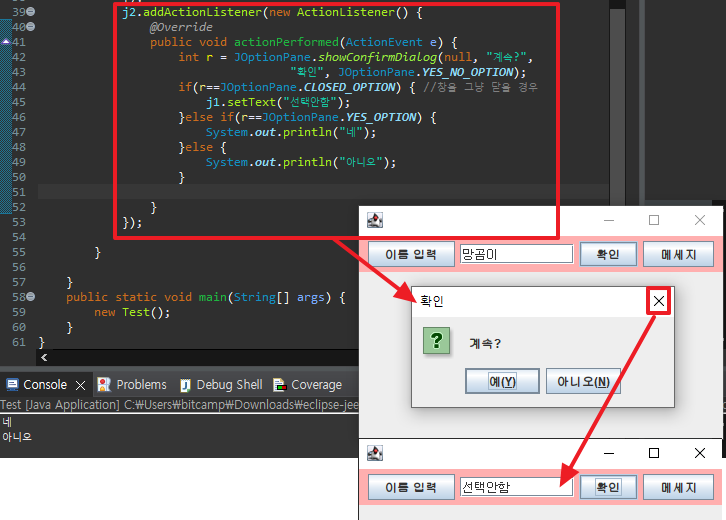 39 j2.addActionListener(new ActionListener() {
40 @Override
41 public void actionPerformed(ActionEvent e) {
42 int r = JOptionPane.showConfirmDialog(null, "계속?",
43 "확인", JOptionPane.YES_NO_OPTION);
44 if(r==JOptionPane.CLOSED_OPTION) { //창을 그냥 닫을 경우
45 j1.setText("선택안함");
46 }else if(r==JOptionPane.YES_OPTION) {
47 System.out.println("네");
48 }else {
49 System.out.println("아니요");
50 }
51
52 }
53 });
54
55 }
56
57 }
58 public static void main(String[] args) {
59 new Test();
60 }
61 }
이름 입력 망곰이 확인 메세지
확인
계속?
예(Y) 아니오(N)
Console Problems Debug Shell Coverage
Test [Java Application] C:\Users\bitcamp\Downloads\eclipse-jee
네
아니요
이름 입력 선택안함 확인 메세지